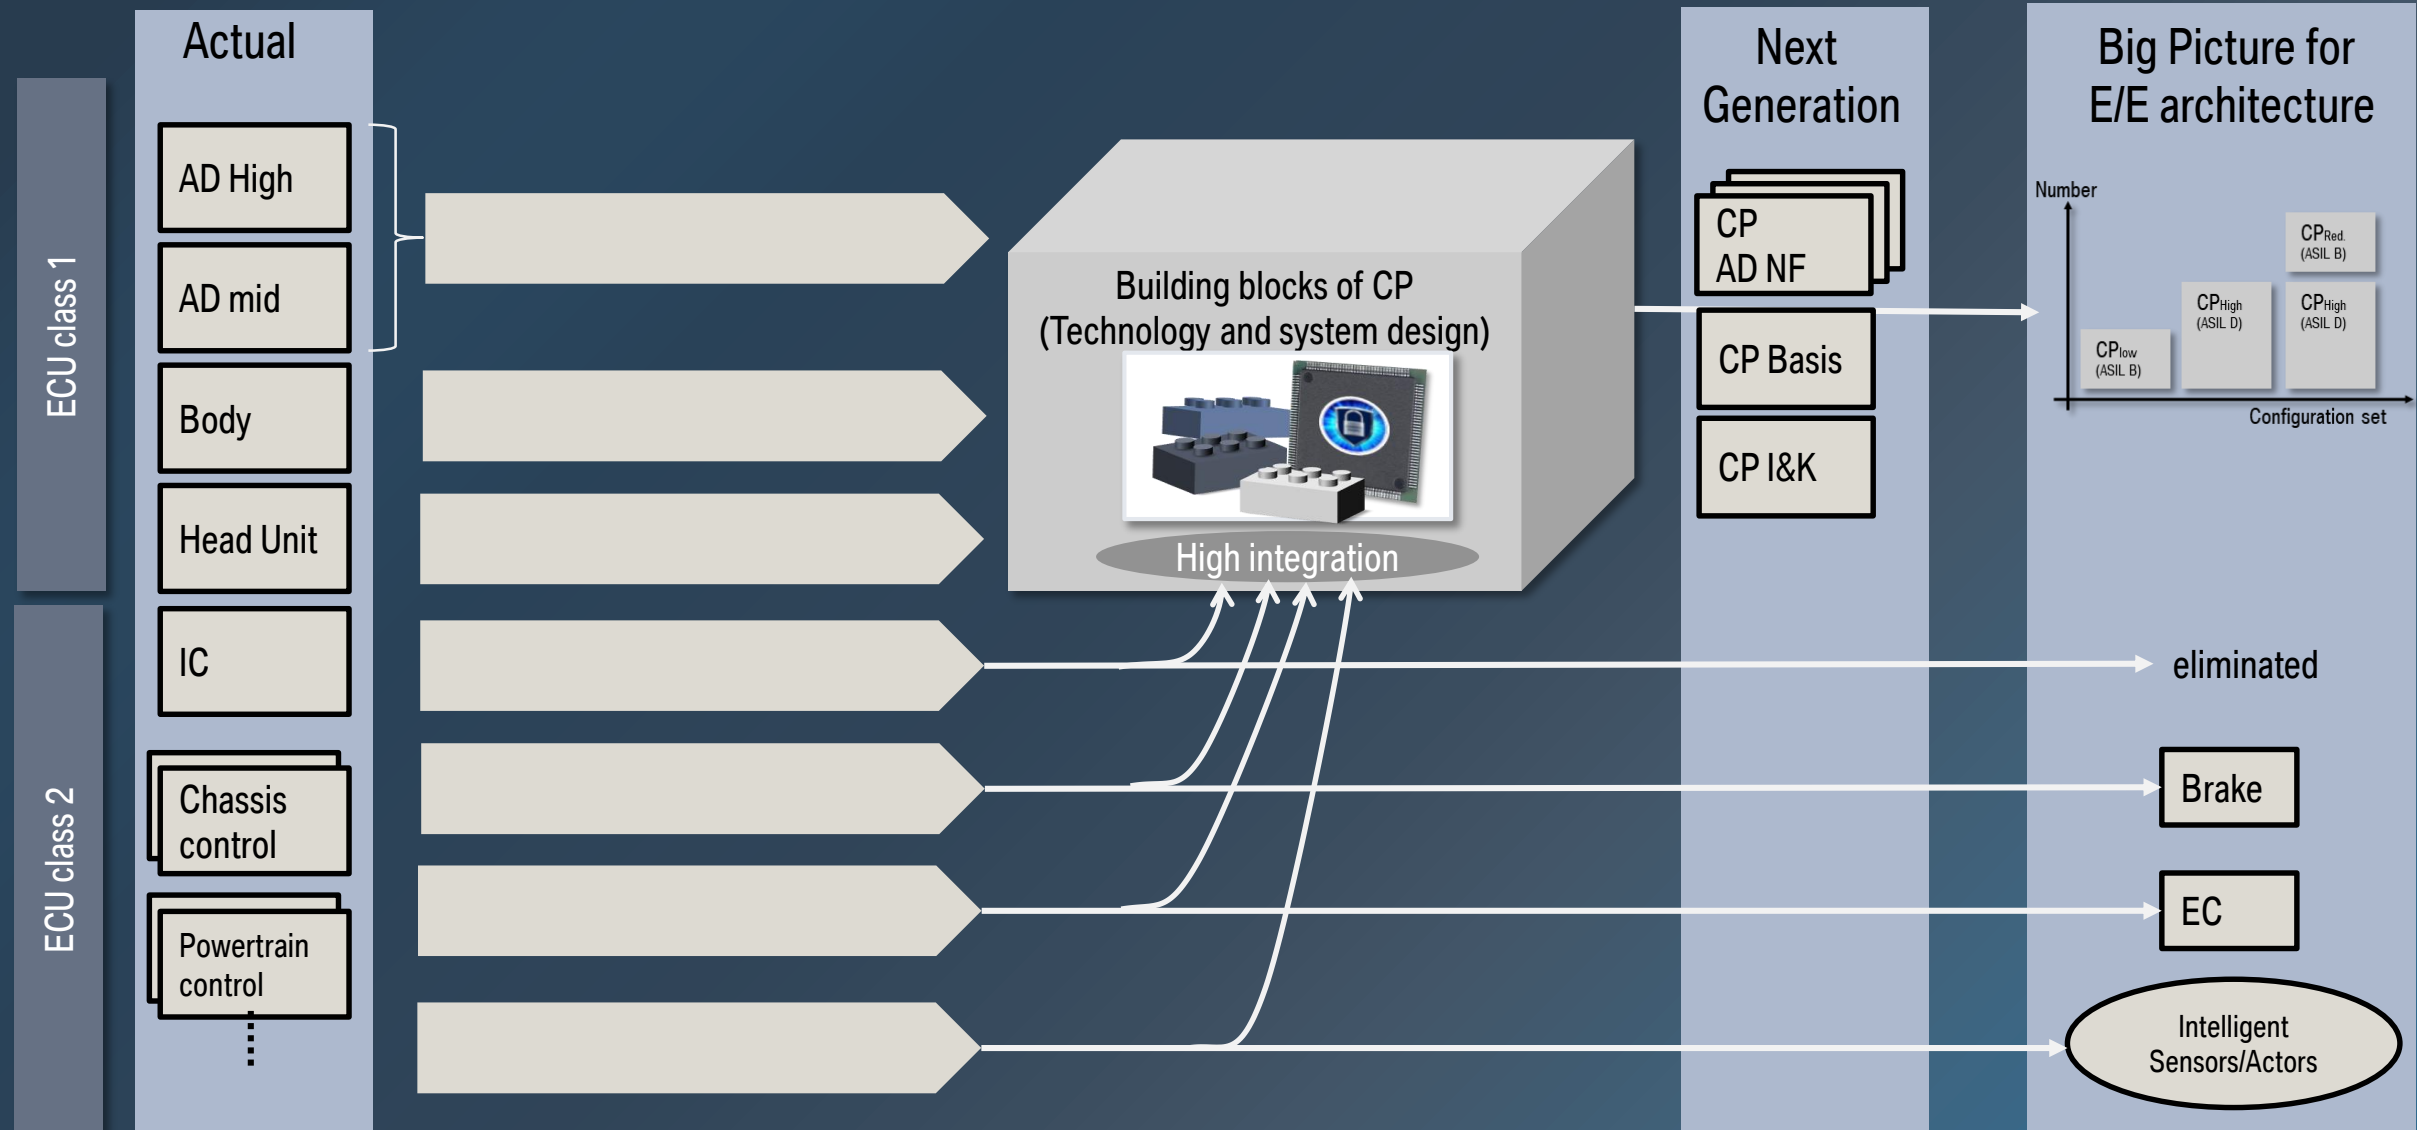 Actual
ECU class 1
AD High
AD mid
Body
Head Unit
IC
ECU class 2
Chassis
control
Powertrain
control
Building blocks of CP
(Technology and system design)
High integration
Next
Generation
CP
AD NF
CP Basis
CP I&K
Big Picture for
E/E architecture
Number
CPRed.
(ASIL B)
CPHigh
(ASIL D)
CPHigh
(ASIL D)
CPlow
(ASIL B)
Configuration set
eliminated
Brake
EC
Intelligent
Sensors/Actors